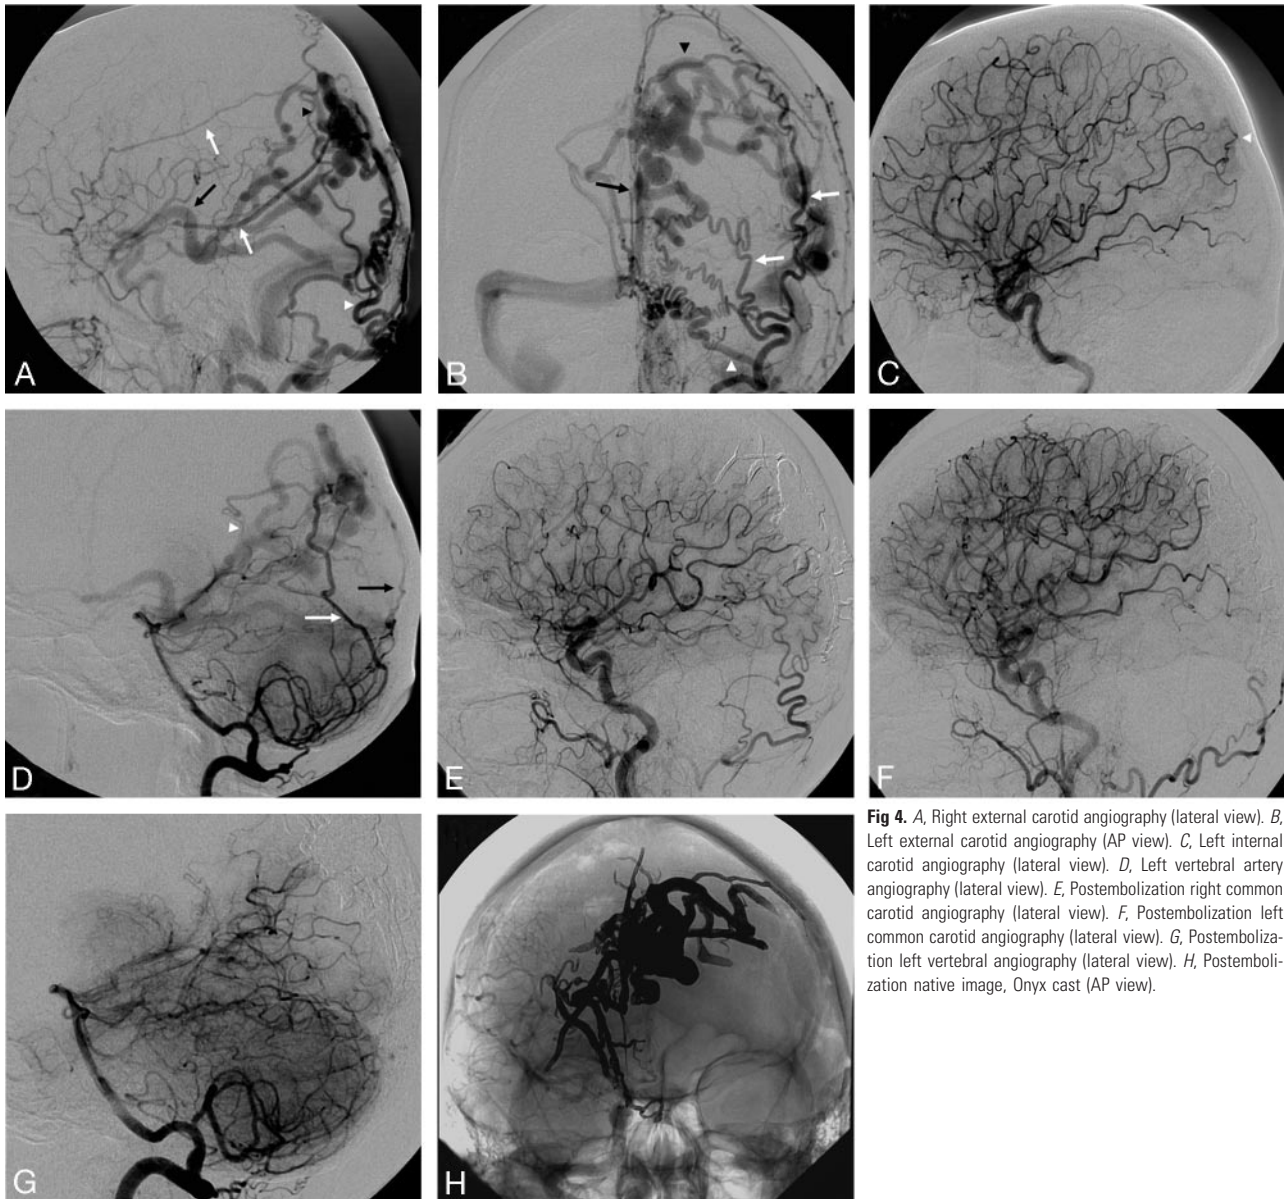 A
B
C
D
E
F
Fig 4. A, Right external carotid angiography (lateral view). B,
Left external carotid angiography (AP view). C, Left internal
carotid angiography (lateral view). D, Left vertebral artery
angiography (lateral view). E, Postembolization right common
carotid angiography (lateral view). F, Postembolization left
common carotid angiography (lateral view). G, Postemboliza-
tion left vertebral angiography (lateral view). H, Postemboli-
zation native image, Onyx cast (AP view).
G
H